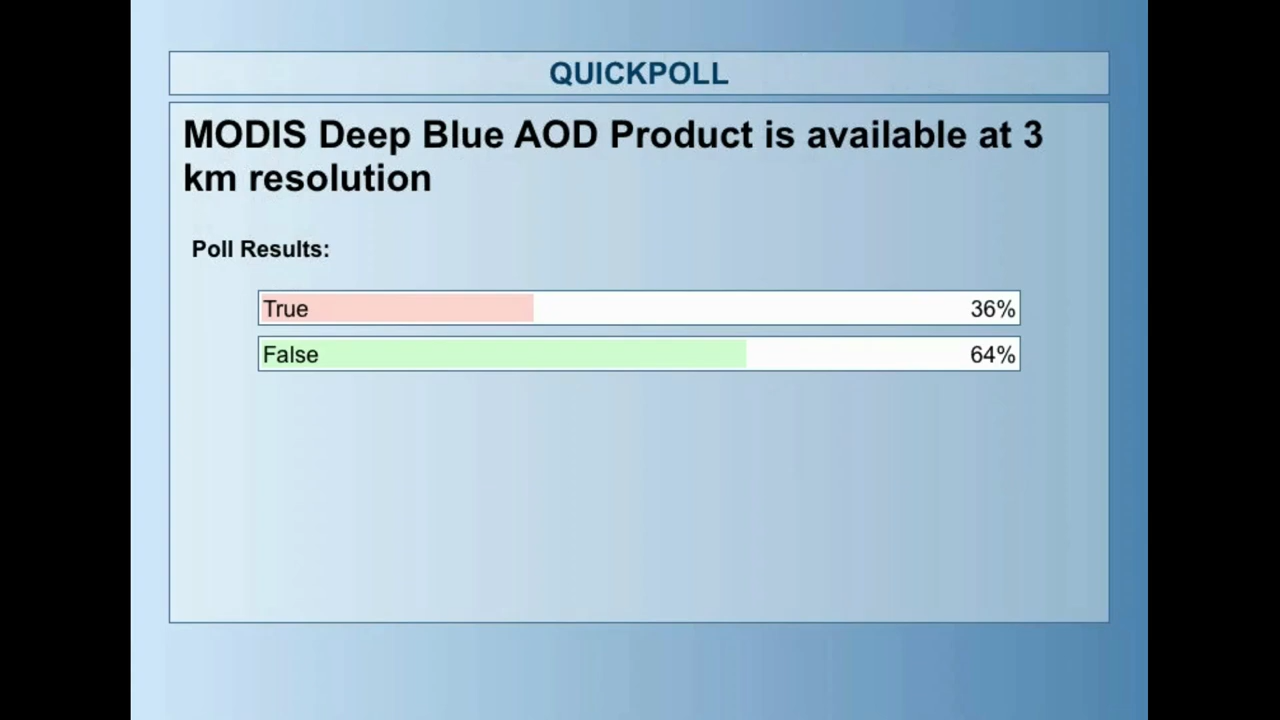 QUICKPOLL
MODIS Deep Blue AOD Product is available at 3
km resolution
Poll Results:
True 36%
False 64%